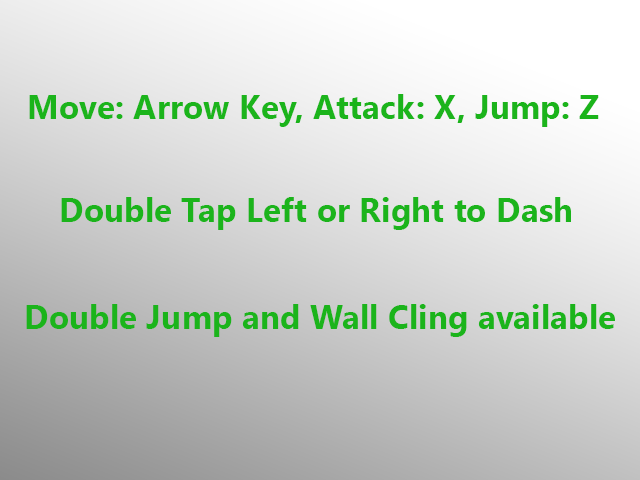 Move: Arrow Key, Attack: X, Jump: Z
Double Tap Left or Right to Dash
Double Jump and Wall Cling available